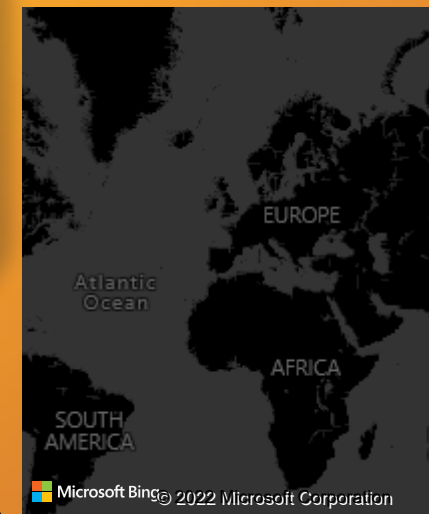 EUROPE
Atlantic
Ocean
AFRICA
SOUTH
AMERICA
Microsoft Bing
© 2022 Microsoft Corporation